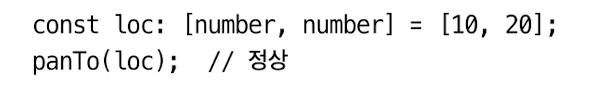 const loc: [number, number] = [10, 20];
panTo(loc);  // 정상